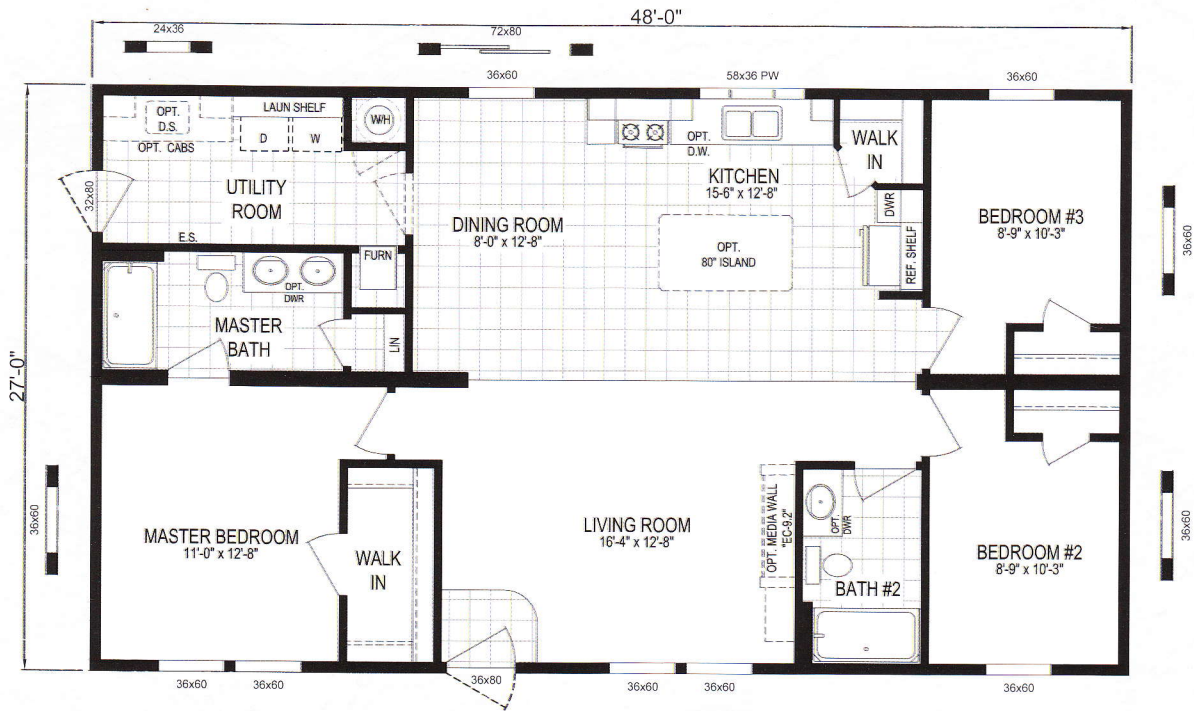 48'-0"
24x36
72x80
36x60
58x36 PW
36x60
OPT.
D.S.
LAUN SHELF
W/H
D
W
OPT. CABS
OPT.
D.W.
WALK
IN
32x80
UTILITY
ROOM
KITCHEN
15-6" x 12'-8"
DINING ROOM
8'-0" x 12'-8"
DWR
BEDROOM #3
8'-9" x 10'-3"
E.S.
OPT.
80" ISLAND
REF. SHELF
36x60
FURN
OPT.
DWR
MASTER
BATH
LIN
27'-0"
36x60
MASTER BEDROOM
11'-0" x 12'-8"
WALK
IN
LIVING ROOM
16'-4" x 12'-8"
OPT. MEDIA WALL
"EC-9.2"
OPT.
DWR
BATH #2
BEDROOM #2
8'-9" x 10'-3"
36x60
36x60
36x60
36x80
36x60
36x60
36x60